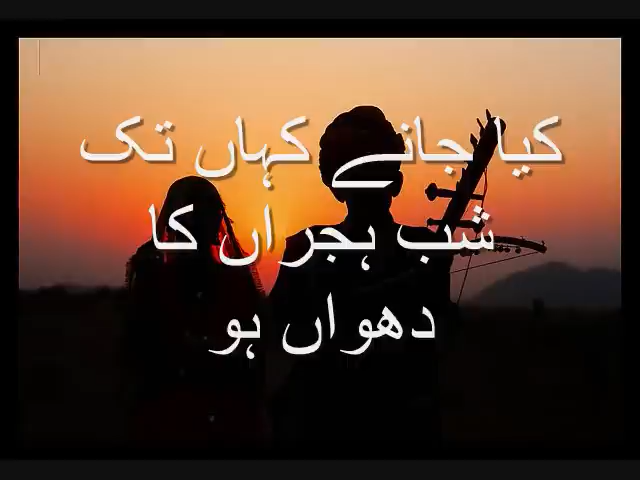 کیا جانے کہاں تک
شب ہجراں کا
دھواں ہو